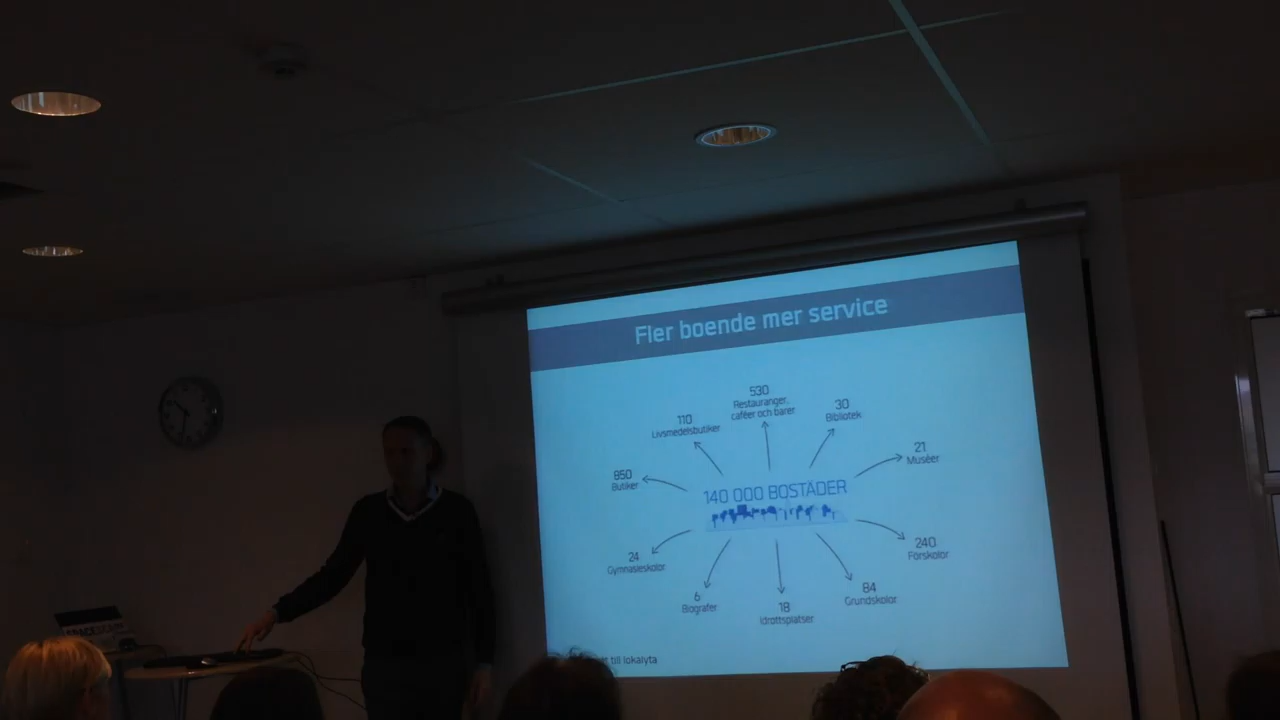 Fler boende mer service
530
Restauranger,
caféer och barer
30
Bibliotek
110
Livsmedelsbutiker
21
Muséer
850
Butiker
140 000 BOSTÄDER
240
Förskolor
24
Gymnasieskolor
84
Grundskolor
6
Biografer
18
Idrottsplatser
till lokalyta